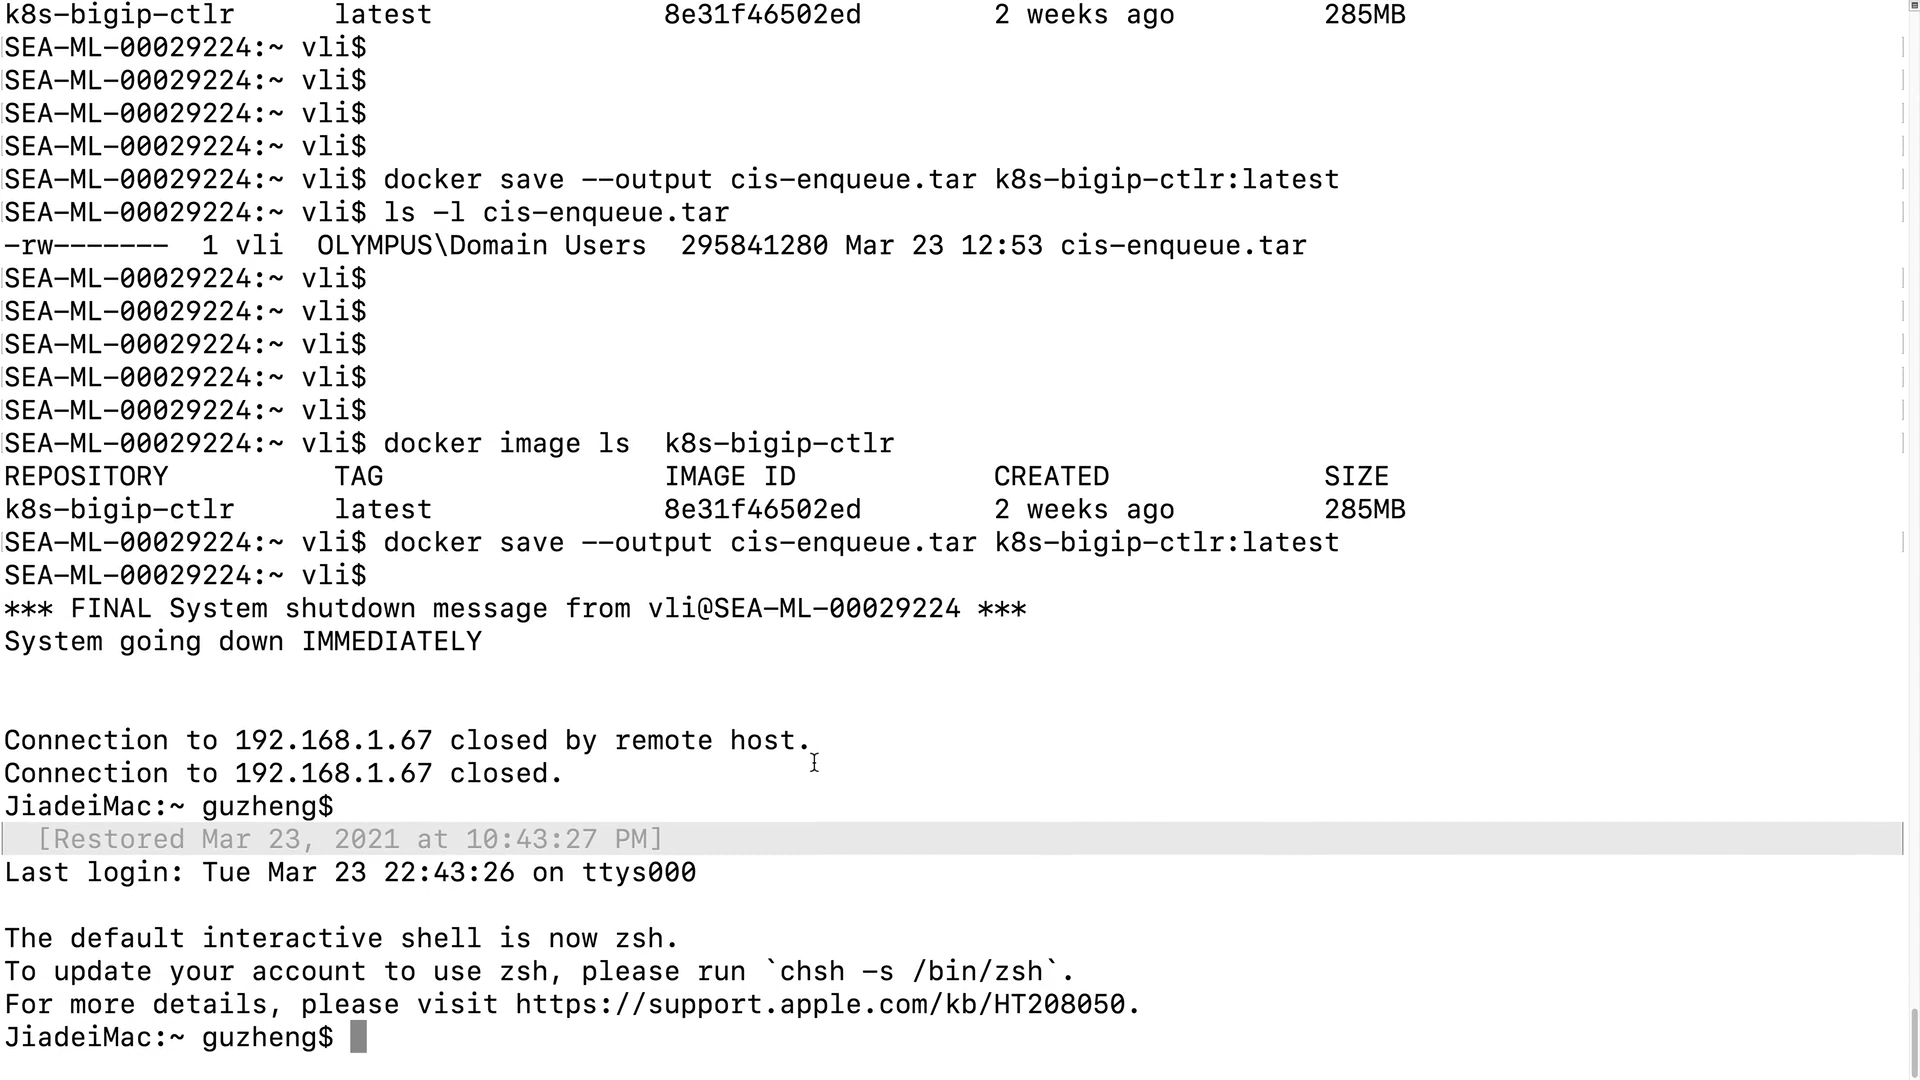 k8s-bigip-ctlr      latest              8e31f46502ed        2 weeks ago         285MB
SEA-ML-00029224:~ vli$
SEA-ML-00029224:~ vli$
SEA-ML-00029224:~ vli$
SEA-ML-00029224:~ vli$
SEA-ML-00029224:~ vli$ docker save --output cis-enqueue.tar k8s-bigip-ctlr:latest
SEA-ML-00029224:~ vli$ ls -l cis-enqueue.tar
-rw-------  1 vli  OLYMPUS\Domain Users  295841280 Mar 23 12:53 cis-enqueue.tar
SEA-ML-00029224:~ vli$
SEA-ML-00029224:~ vli$
SEA-ML-00029224:~ vli$
SEA-ML-00029224:~ vli$
SEA-ML-00029224:~ vli$
SEA-ML-00029224:~ vli$ docker image ls  k8s-bigip-ctlr
REPOSITORY          TAG                 IMAGE ID            CREATED             SIZE
k8s-bigip-ctlr      latest              8e31f46502ed        2 weeks ago         285MB
SEA-ML-00029224:~ vli$ docker save --output cis-enqueue.tar k8s-bigip-ctlr:latest
SEA-ML-00029224:~ vli$
*** FINAL System shutdown message from vli@SEA-ML-00029224 ***
System going down IMMEDIATELY
Connection to 192.168.1.67 closed by remote host.
Connection to 192.168.1.67 closed.
JiadeiMac:~ guzheng$
[Restored Mar 23, 2021 at 10:43:27 PM]
Last login: Tue Mar 23 22:43:26 on ttys000
The default interactive shell is now zsh.
To update your account to use zsh, please run `chsh -s /bin/zsh`.
For more details, please visit https://support.apple.com/kb/HT208050.
JiadeiMac:~ guzheng$